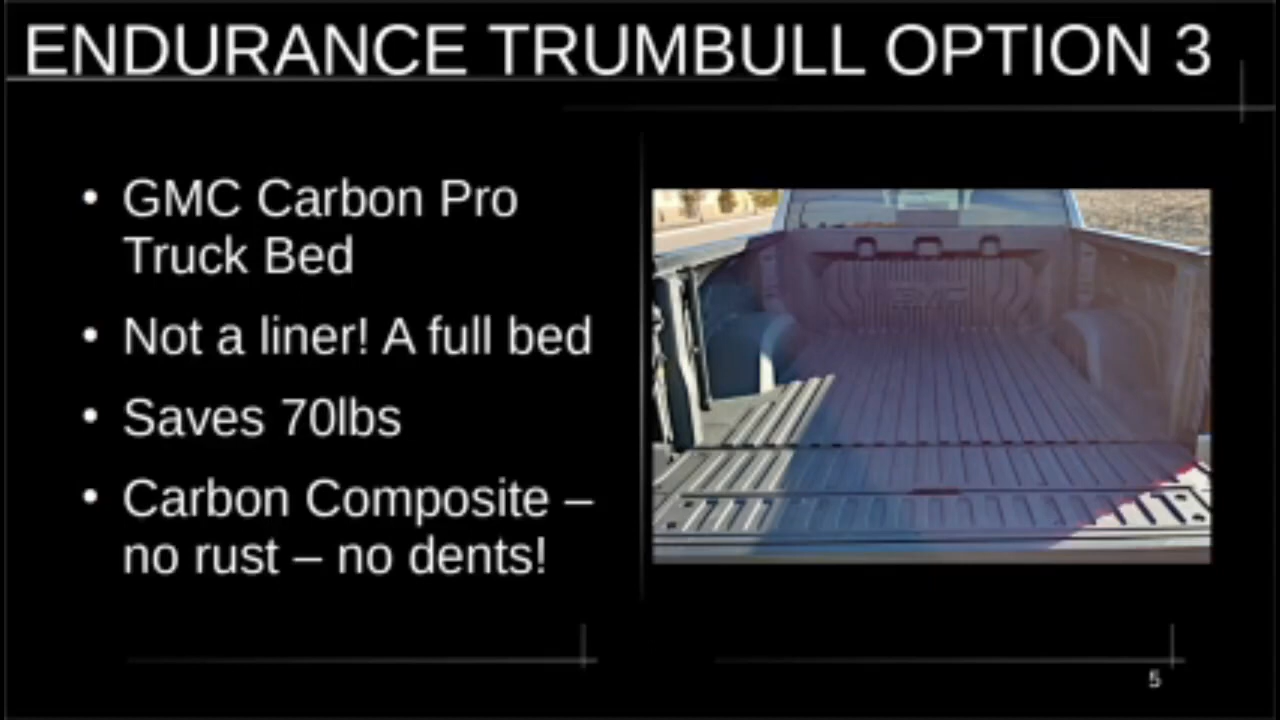 ENDURANCE TRUMBULL OPTION 3
• GMC Carbon Pro
Truck Bed
• Not a liner! A full bed
• Saves 70lbs
• Carbon Composite –
no rust – no dents!
5